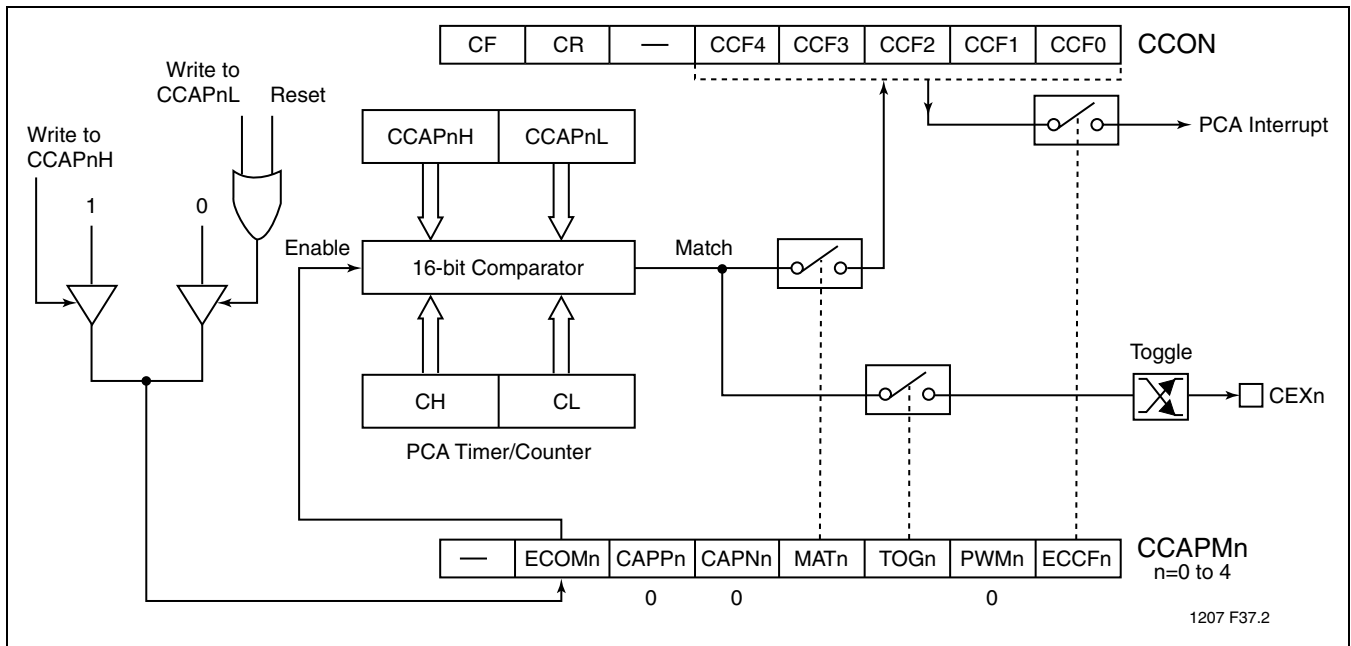 CF CR — CCF4 CCF3 CCF2 CCF1 CCF0 CCON
Write to
CCAPnL
Reset
Write to
CCAPnH
CCAPnH CCAPnL
PCA Interrupt
1
0
Enable
16-bit Comparator
Match
Toggle
CH CL
CEXn
PCA Timer/Counter
— ECOMn CAPPn CAPNn MATn TOGn PWMn ECCFn CCAPMn
n=0 to 4
0 0 0
1207 F37.2